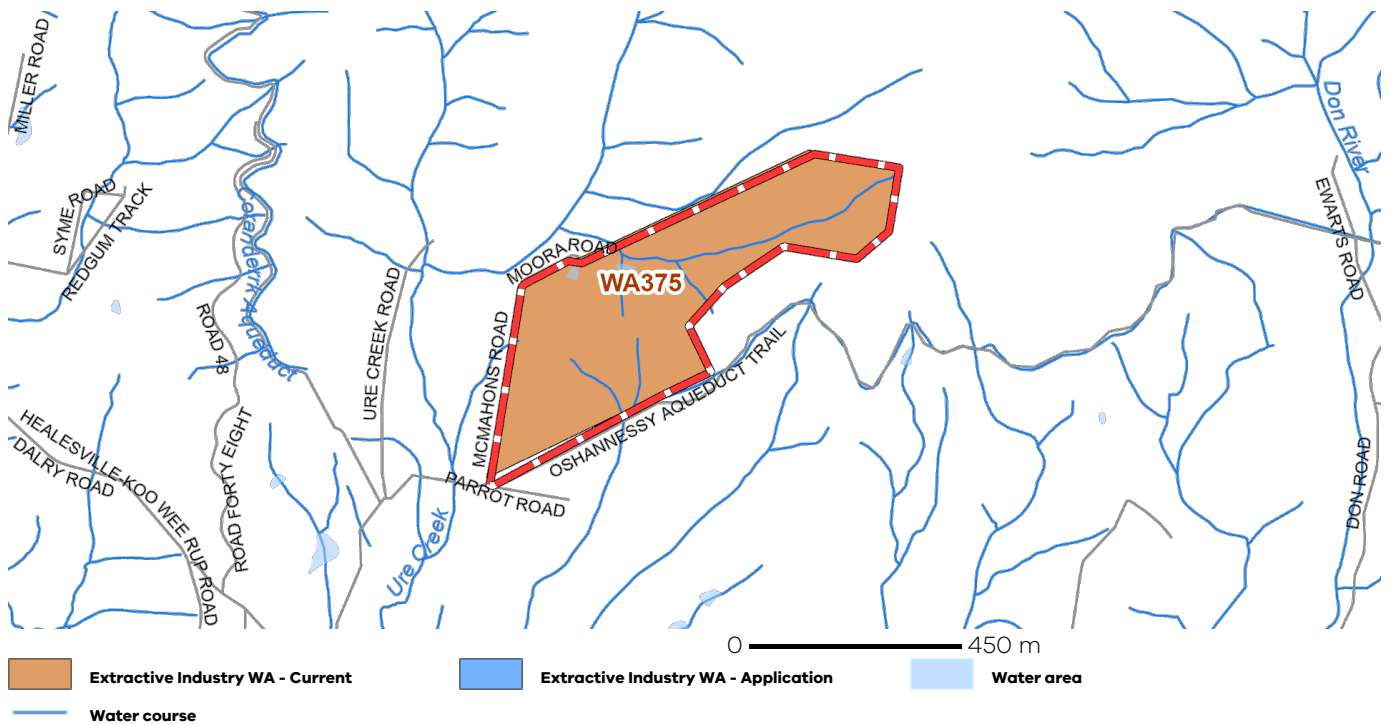 MILLER ROAD
Don River
SYME ROAD
REDGUM TRACK
EWARTS ROAD
Coranderrk Aqueduct
MOORA ROAD
WA375
URE CREEK ROAD
ROAD 48
MCMAHONS ROAD
OSHANNESSY AQUEDUCT TRAIL
HEALESVILLE-KOO WEE RUP ROAD
DALRY ROAD
ROAD FORTY EIGHT
PARROT ROAD
DON ROAD
Ure Creek
0 450 m
Extractive Industry WA - Current
Extractive Industry WA - Application
Water area
Water course